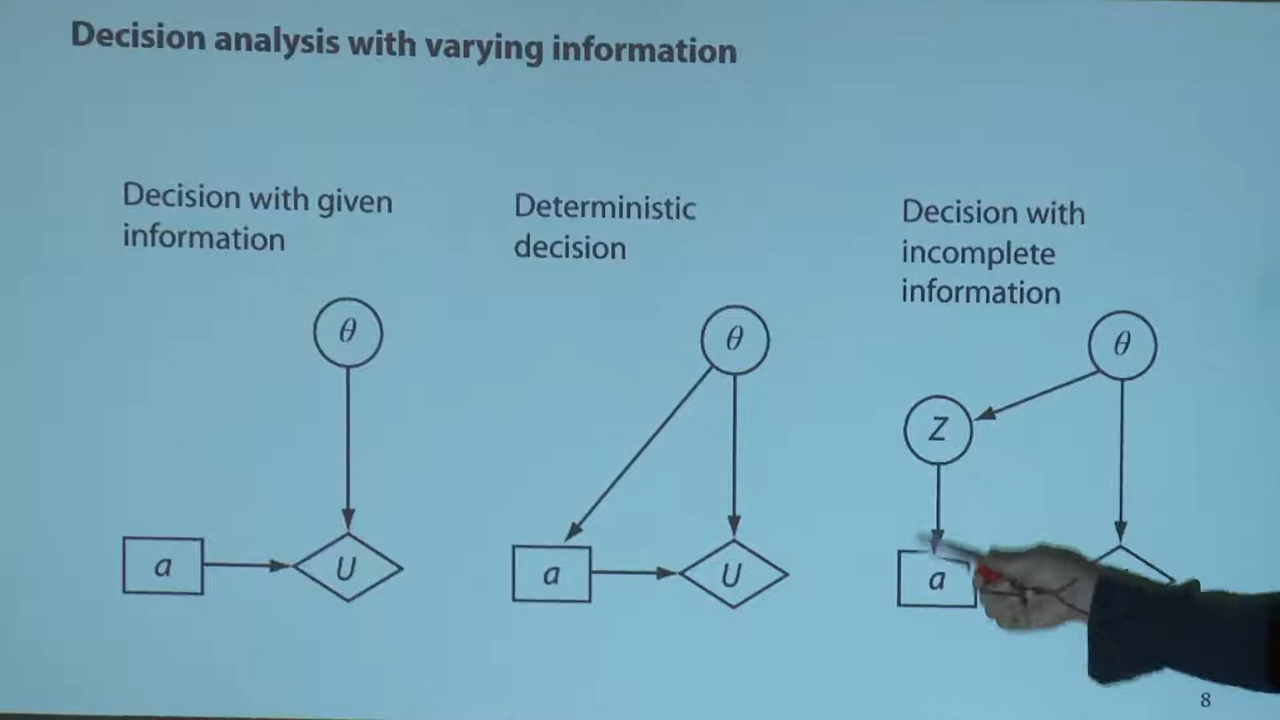 Decision analysis with varying information
Decision with given
information
θ
a
U
Deterministic
decision
θ
a
U
Decision with
incomplete
information
θ
Z
a
8